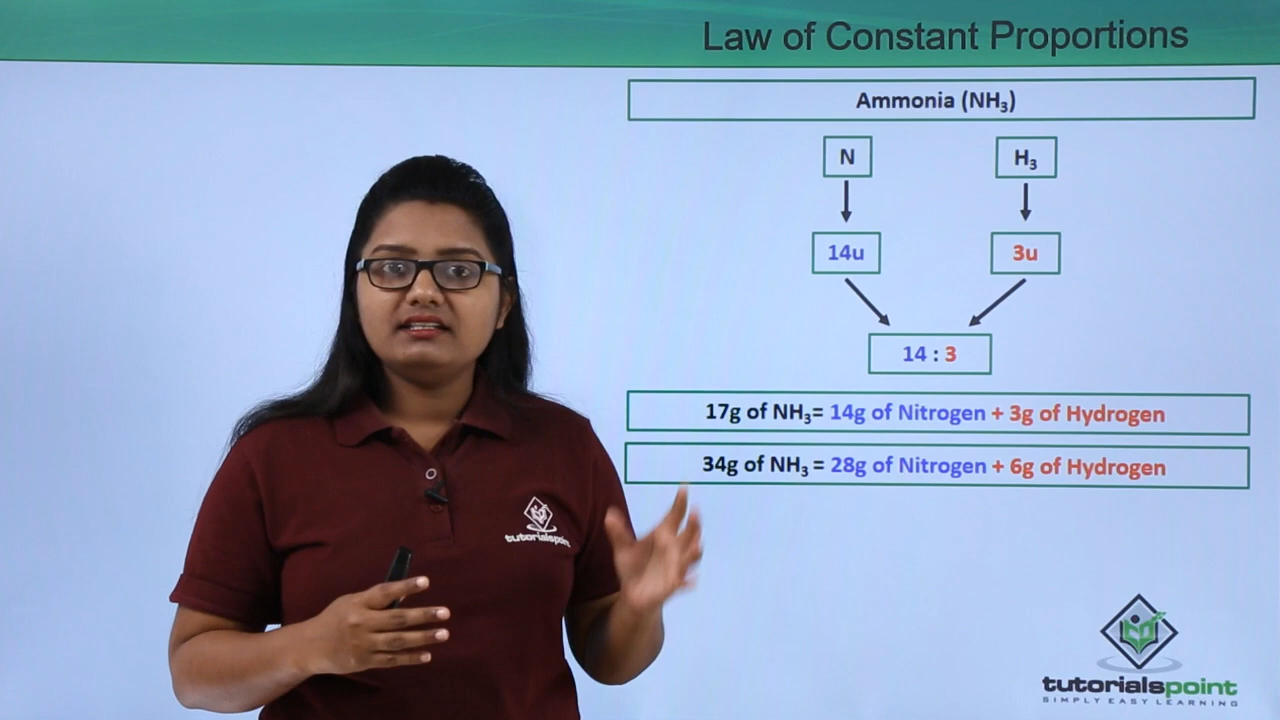 Law of Constant Proportions
Ammonia (NH₃)
N
H₃
14u
3u
14 : 3
17g of NH₃= 14g of Nitrogen + 3g of Hydrogen
34g of NH₃ = 28g of Nitrogen + 6g of Hydrogen
tutorialspoint
tutorialspoint
SIMPLY EASY LEARNING